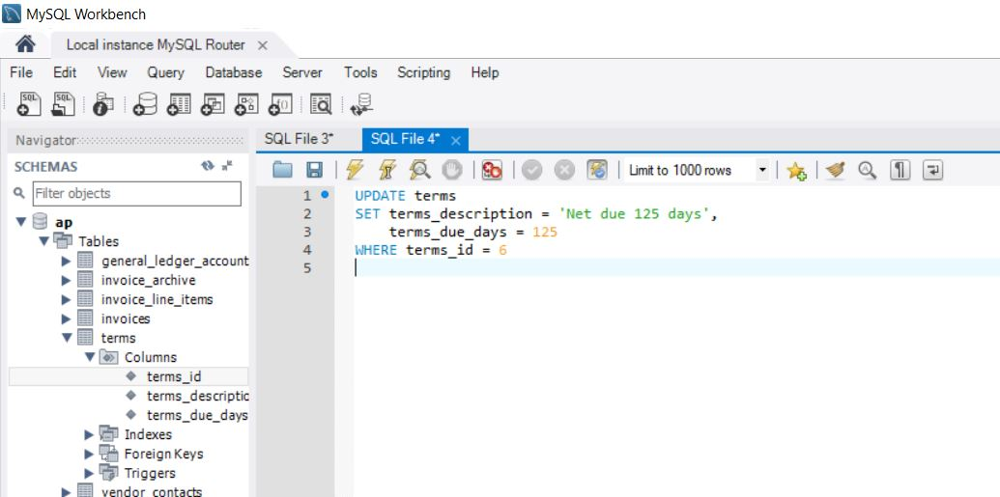 MySQL Workbench
Local instance MySQL Router
File Edit View Query Database Server Tools Scripting Help
SQL SQL
Navigator
SQL File 3* SQL File 4*
SCHEMAS
Limit to 1000 rows
Filter objects
1 UPDATE terms
2 SET terms_description = 'Net due 125 days',
3 terms_due_days = 125
4 WHERE terms_id = 6
5
ap
Tables
general_ledger_account
invoice_archive
invoice_line_items
invoices
terms
Columns
terms_id
terms_descriptio
terms_due_days
Indexes
Foreign Keys
Triggers
vendor_contacts